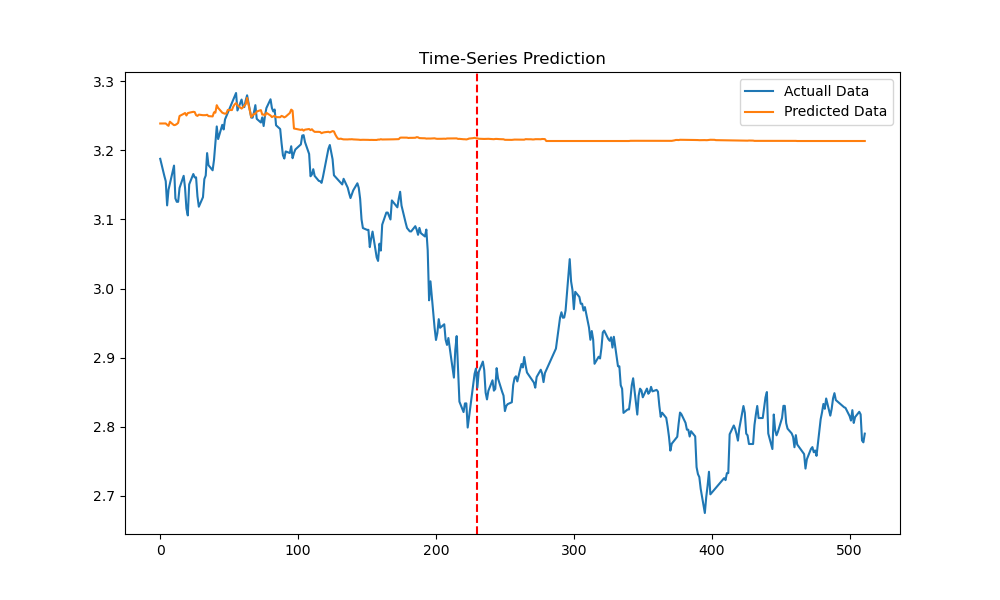 Time-Series Prediction
Actuall Data
Predicted Data
3.3
3.2
3.1
3.0
2.9
2.8
2.7
0 100 200 300 400 500